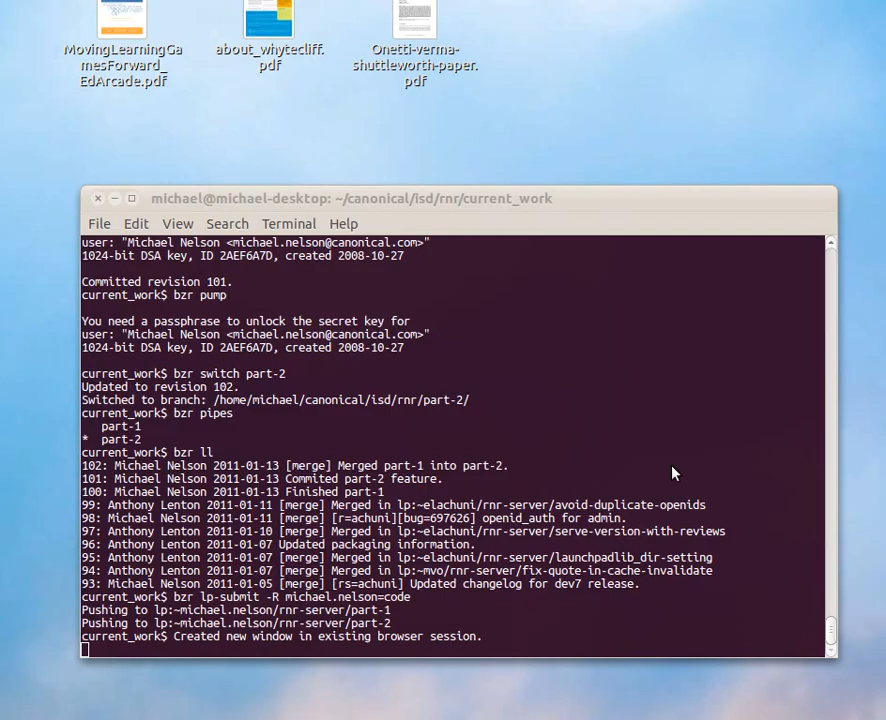 MovingLearningGa
mesForward_
EdArcade.pdf
about_whytecliff.
pdf
Onetti-verma-
shuttleworth-paper.
pdf
michael@michael-desktop: ~/canonical/isd/rnr/current_work
File Edit View Search Terminal Help
user: "Michael Nelson <michael.nelson@canonical.com>"
1024-bit DSA key, ID 2AEF6A7D, created 2008-10-27
Committed revision 101.
current_work$ bzr pump
You need a passphrase to unlock the secret key for
user: "Michael Nelson <michael.nelson@canonical.com>"
1024-bit DSA key, ID 2AEF6A7D, created 2008-10-27
current_work$ bzr switch part-2
Updated to revision 102.
Switched to branch: /home/michael/canonical/isd/rnr/part-2/
current_work$ bzr pipes
part-1
* part-2
current_work$ bzr ll
102: Michael Nelson 2011-01-13 [merge] Merged part-1 into part-2.
101: Michael Nelson 2011-01-13 Commited part-2 feature.
100: Michael Nelson 2011-01-13 Finished part-1
99: Anthony Lenton 2011-01-11 [merge] Merged in lp:~elachuni/rnr-server/avoid-duplicate-openids
98: Michael Nelson 2011-01-11 [merge] [r=achuni][bug=697626] openid_auth for admin.
97: Anthony Lenton 2011-01-10 [merge] Merged in lp:~elachuni/rnr-server/serve-version-with-reviews
96: Anthony Lenton 2011-01-07 Updated packaging information.
95: Anthony Lenton 2011-01-07 [merge] Merged in lp:~elachuni/rnr-server/launchpadlib_dir-setting
94: Anthony Lenton 2011-01-07 [merge] Merged in lp:~mvo/rnr-server/fix-quote-in-cache-invalidate
93: Michael Nelson 2011-01-05 [merge] [rs=achuni] Updated changelog for dev7 release.
current_work$ bzr lp-submit -R michael.nelson=code
Pushing to lp:~michael.nelson/rnr-server/part-1
Pushing to lp:~michael.nelson/rnr-server/part-2
current_work$ Created new window in existing browser session.